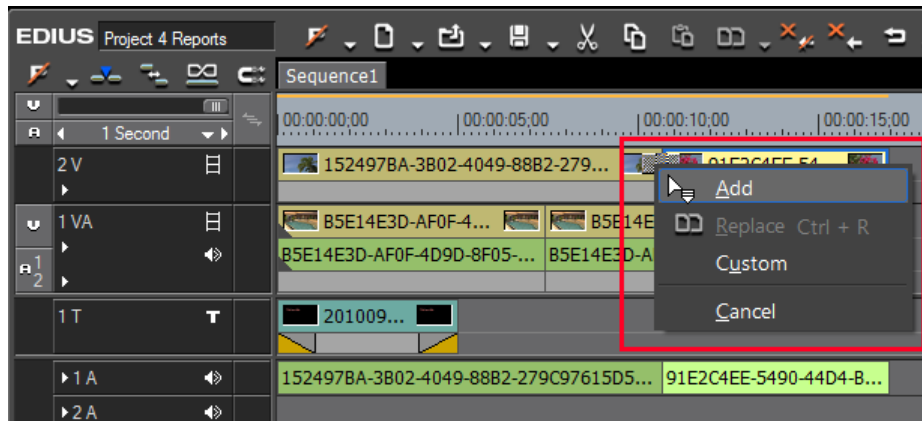 EDIUS Project 4 Reports
Sequence1
1 Second
00:00:00;00 00:00:05;00 00:00:10;00 00:00:15;00
2 V
152497BA-3B02-4049-88B2-279...
91E2C4EE-54...
Add
Replace Ctrl + R
Custom
Cancel
1 VA
B5E14E3D-AF0F-4... B5E14E
B5E14E3D-AF0F-4D9D-8F05-... B5E14E3D-A
A 1
2
1 T
T
201009...
1 A
152497BA-3B02-4049-88B2-279C97615D5... 91E2C4EE-5490-44D4-B...
2 A